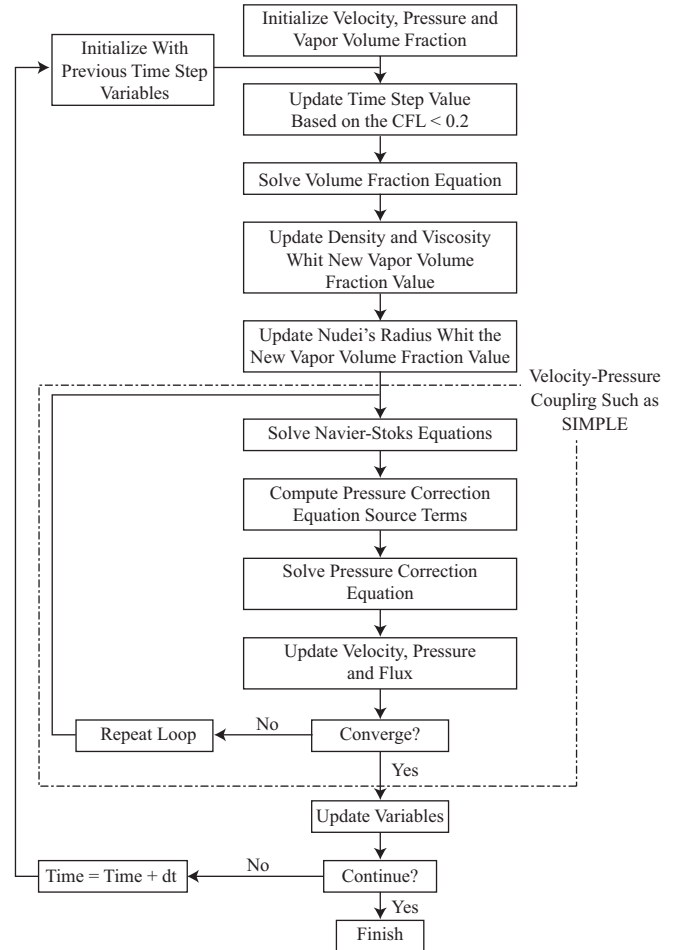 Initialize Velocity, Pressure and
Vapor Volume Fraction
Initialize With
Previous Time Step
Variables
Update Time Step Value
Based on the CFL < 0.2
Solve Volume Fraction Equation
Update Density and Viscosity
Whit New Vapor Volume
Fraction Value
Update Nudei's Radius Whit the
New Vapor Volume Fraction Value
Velocity-Pressure
Coupling Such as
SIMPLE
Solve Navier-Stoks Equations
Compute Pressure Correction
Equation Source Terms
Solve Pressure Correction
Equation
Update Velocity, Pressure
and Flux
Repeat Loop
No
Converge?
Yes
Update Variables
Time = Time + dt
No
Continue?
Yes
Finish